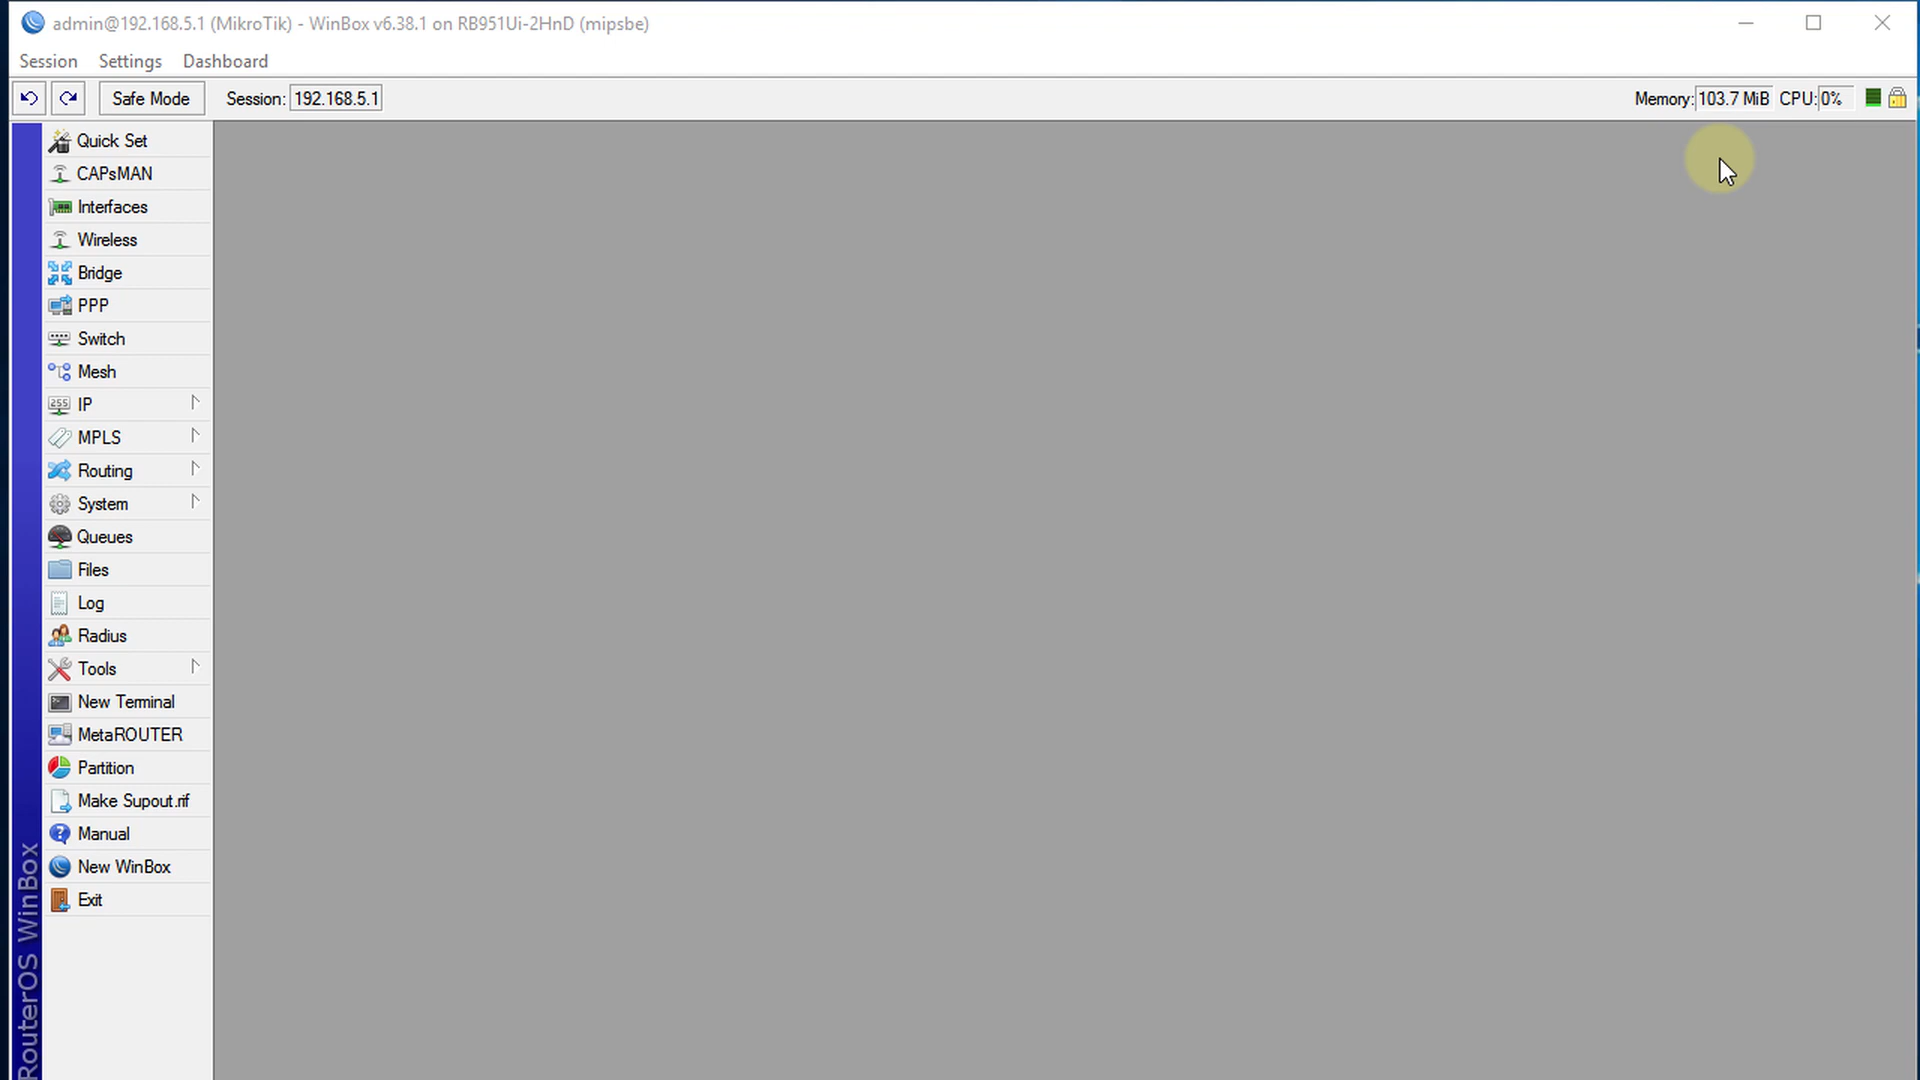 admin@192.168.5.1 (MikroTik) - WinBox v6.38.1 on RB951Ui-2HnD (mipsbe)
Session Settings Dashboard
Safe Mode Session: 192.168.5.1 Memory: 103.7 MiB CPU: 0%
Quick Set
CAPsMAN
Interfaces
Wireless
Bridge
PPP
Switch
Mesh
255 IP
MPLS
Routing
System
Queues
Files
Log
Radius
Tools
New Terminal
MetaROUTER
Partition
Make Supout.rif
Manual
New WinBox
Exit
RouterOS WinBox